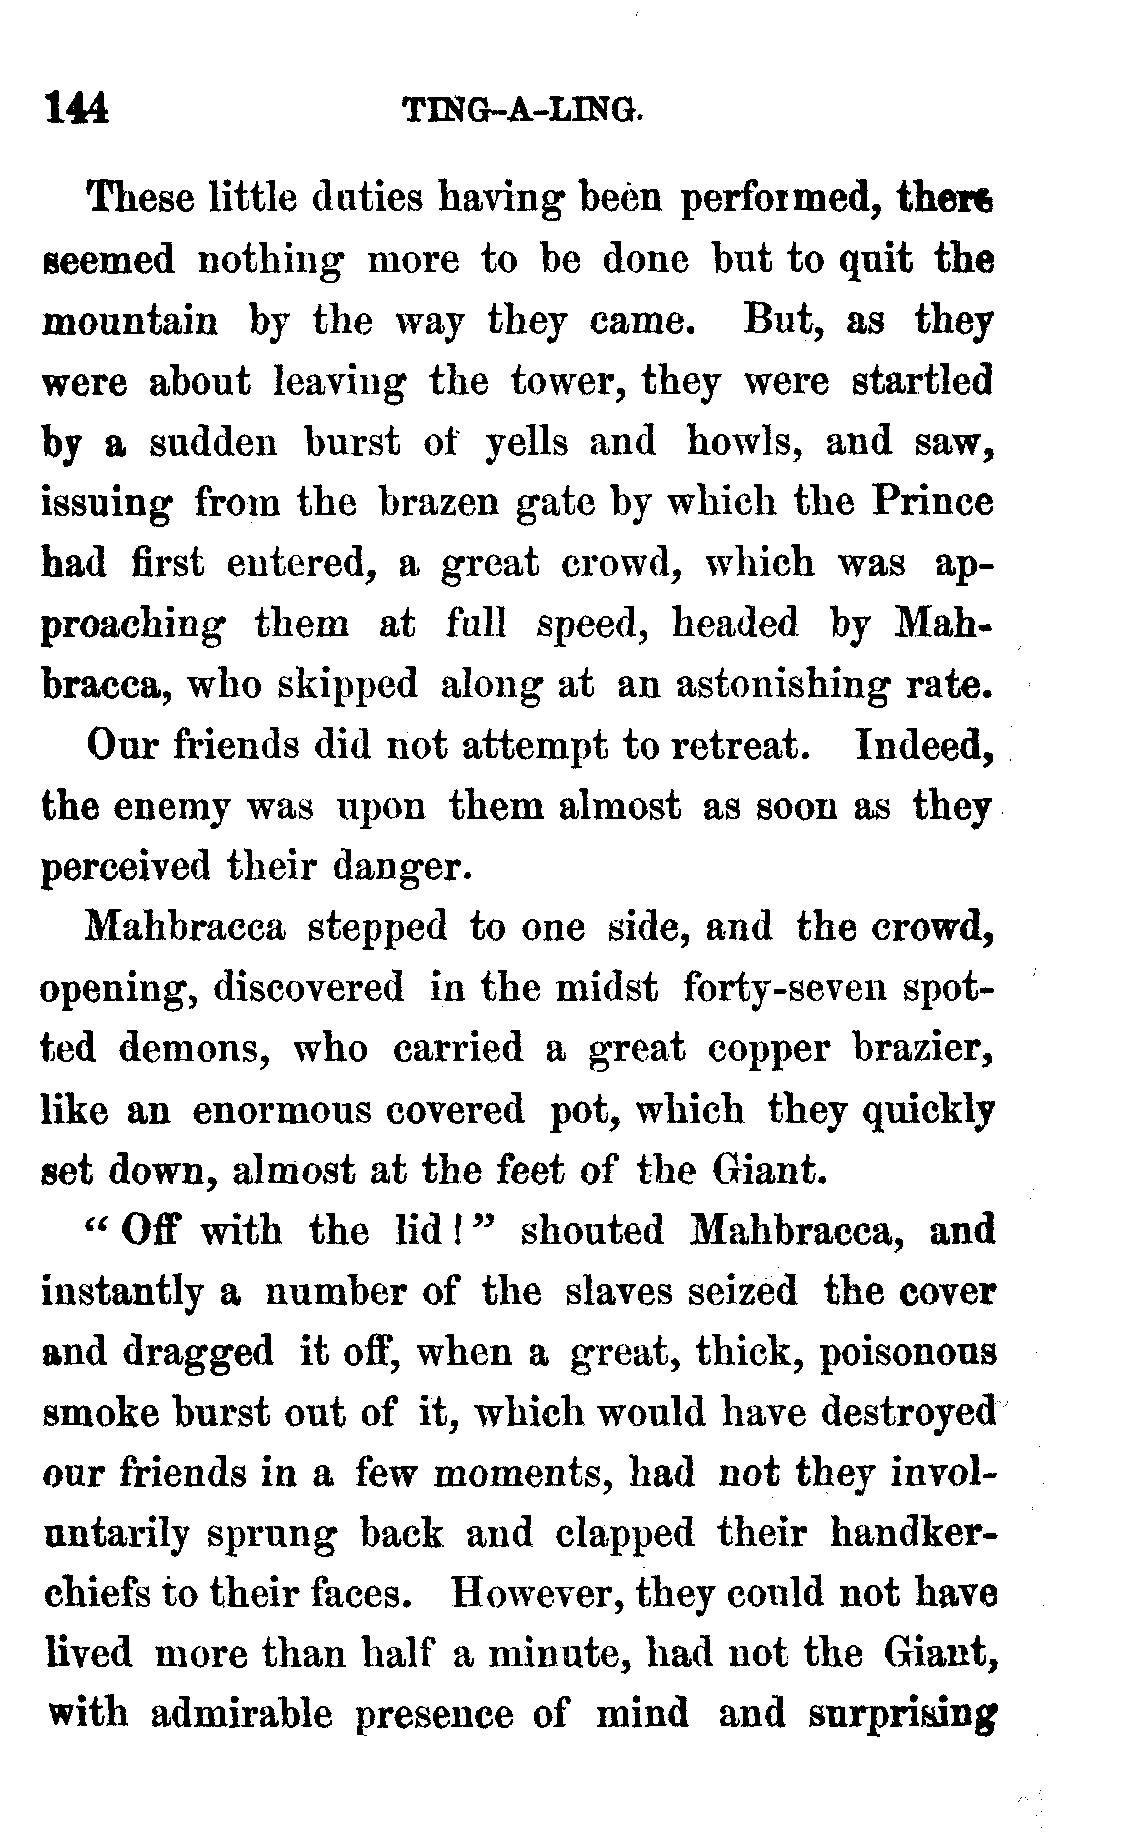 144 TING-A-LING.
These little duties having been performed, there
seemed nothing more to be done but to quit the
mountain by the way they came. But, as they
were about leaving the tower, they were startled
by a sudden burst of yells and howls, and saw,
issuing from the brazen gate by which the Prince
had first entered, a great crowd, which was ap-
proaching them at full speed, headed by Mah-
bracca, who skipped along at an astonishing rate.
Our friends did not attempt to retreat. Indeed,
the enemy was upon them almost as soon as they
perceived their danger.
Mahbracca stepped to one side, and the crowd,
opening, discovered in the midst forty-seven spot-
ted demons, who carried a great copper brazier,
like an enormous covered pot, which they quickly
set down, almost at the feet of the Giant.
“Off with the lid!” shouted Mahbracca, and
instantly a number of the slaves seized the cover
and dragged it off, when a great, thick, poisonous
smoke burst out of it, which would have destroyed
our friends in a few moments, had not they invol-
untarily sprung back and clapped their handker-
chiefs to their faces. However, they could not have
lived more than half a minute, had not the Giant,
with admirable presence of mind and surprising